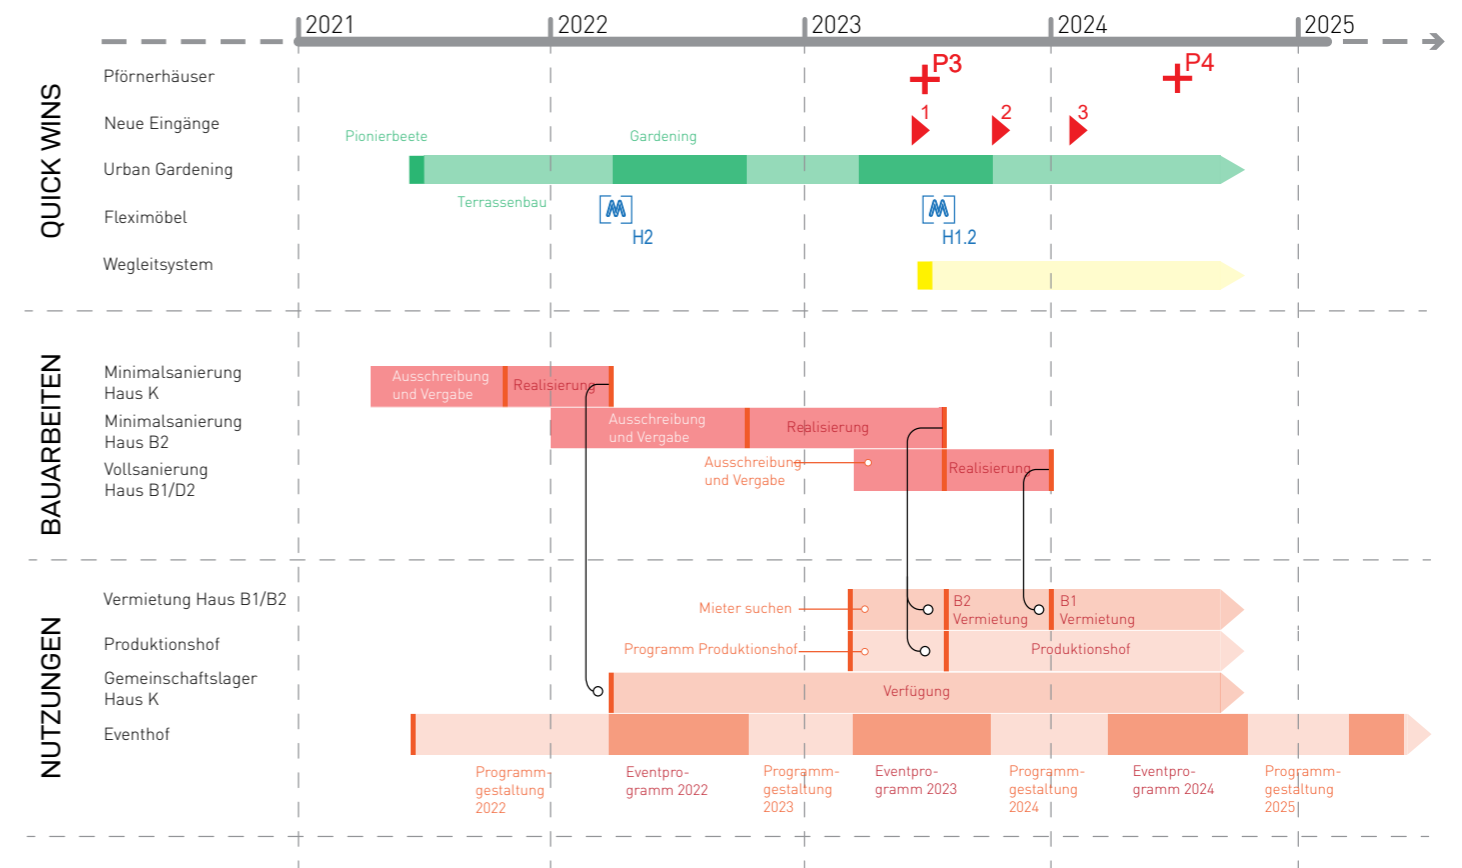 2021
2022
2023
2024
2025
QUICK WINS
Pförnerhäuser
P3
P4
Neue Eingänge
1
2
3
Pionierbeete
Gardening
Urban Gardening
Terrassenbau
Fleximöbel
H2
H1.2
Wegleitsystem
BAUARBEITEN
Minimalsanierung
Haus K
Ausschreibung
und Vergabe
Realisierung
Minimalsanierung
Haus B2
Ausschreibung
und Vergabe
Realisierung
Vollsanierung
Haus B1/D2
Ausschreibung
und Vergabe
Realisierung
NUTZUNGEN
Vermietung Haus B1/B2
Mieter suchen
B2
Vermietung
B1
Vermietung
Produktionshof
Programm Produktionshof
Produktionshof
Gemeinschaftslager
Haus K
Verfügung
Eventhof
Programm-
gestaltung
2022
Eventpro-
gramm 2022
Programm-
gestaltung
2023
Eventpro-
gramm 2023
Programm-
gestaltung
2024
Eventpro-
gramm 2024
Programm-
gestaltung
2025